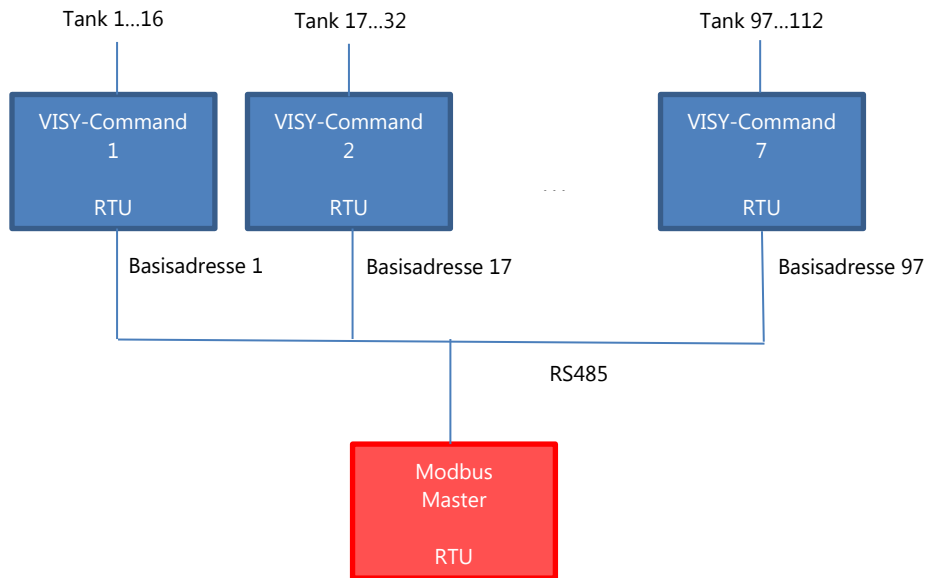 Tank 1...16
Tank 17...32
Tank 97...112
VISY-Command
1
RTU
VISY-Command
2
RTU
...
VISY-Command
7
RTU
Basisadresse 1
Basisadresse 17
Basisadresse 97
RS485
Modbus
Master
RTU